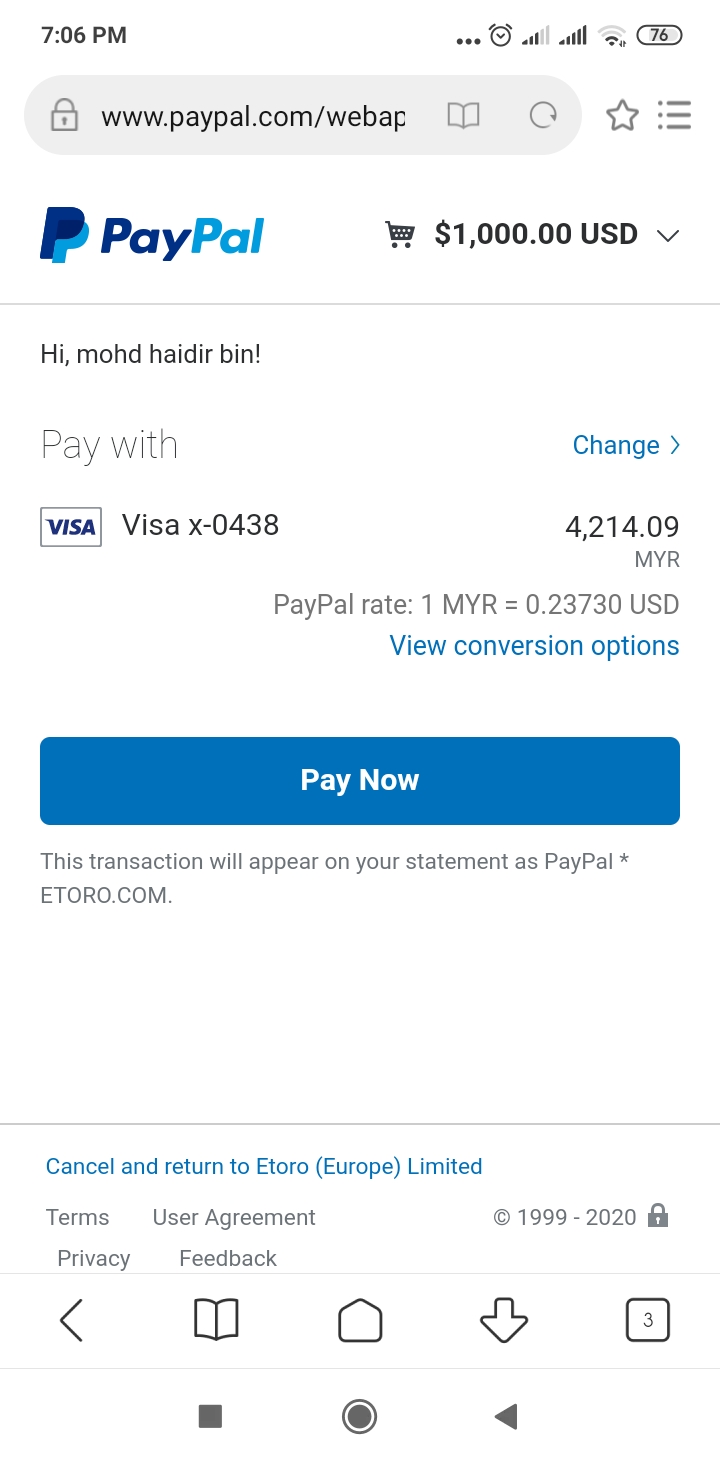 7:06 PM
76
www.paypal.com/webap
PayPal
$1,000.00 USD
Hi, mohd haidir bin!
Pay with
Change
VISA
Visa x-0438
4,214.09
MYR
PayPal rate: 1 MYR = 0.23730 USD
View conversion options
Pay Now
This transaction will appear on your statement as PayPal *
ETORO.COM.
Cancel and return to Etoro (Europe) Limited
Terms User Agreement
© 1999 - 2020
Privacy Feedback
3